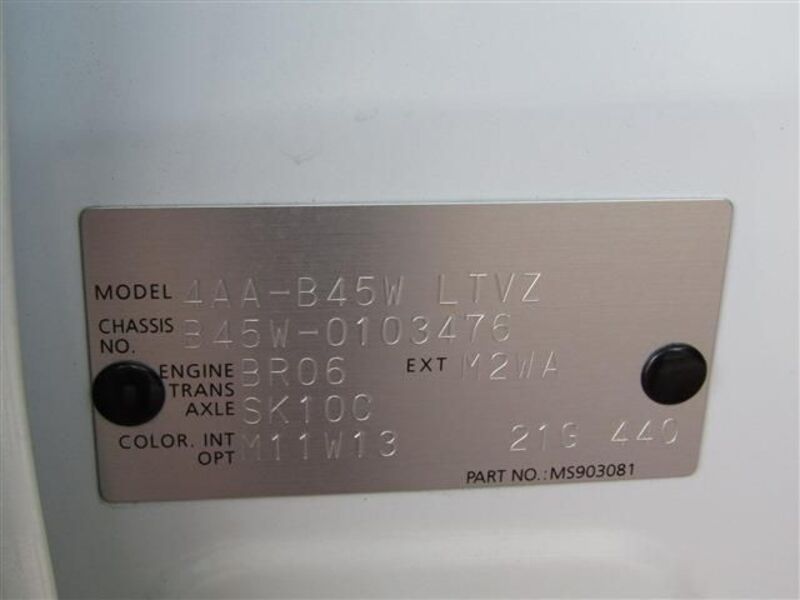 MODEL 4AA-B45W LTVZ
CHASSIS NO. B45W-0103476
ENGINE BR06 EXT M2WA
TRANS AXLE SK10C
COLOR. INT OPT M11W13 21G 440
PART NO.: MS903081